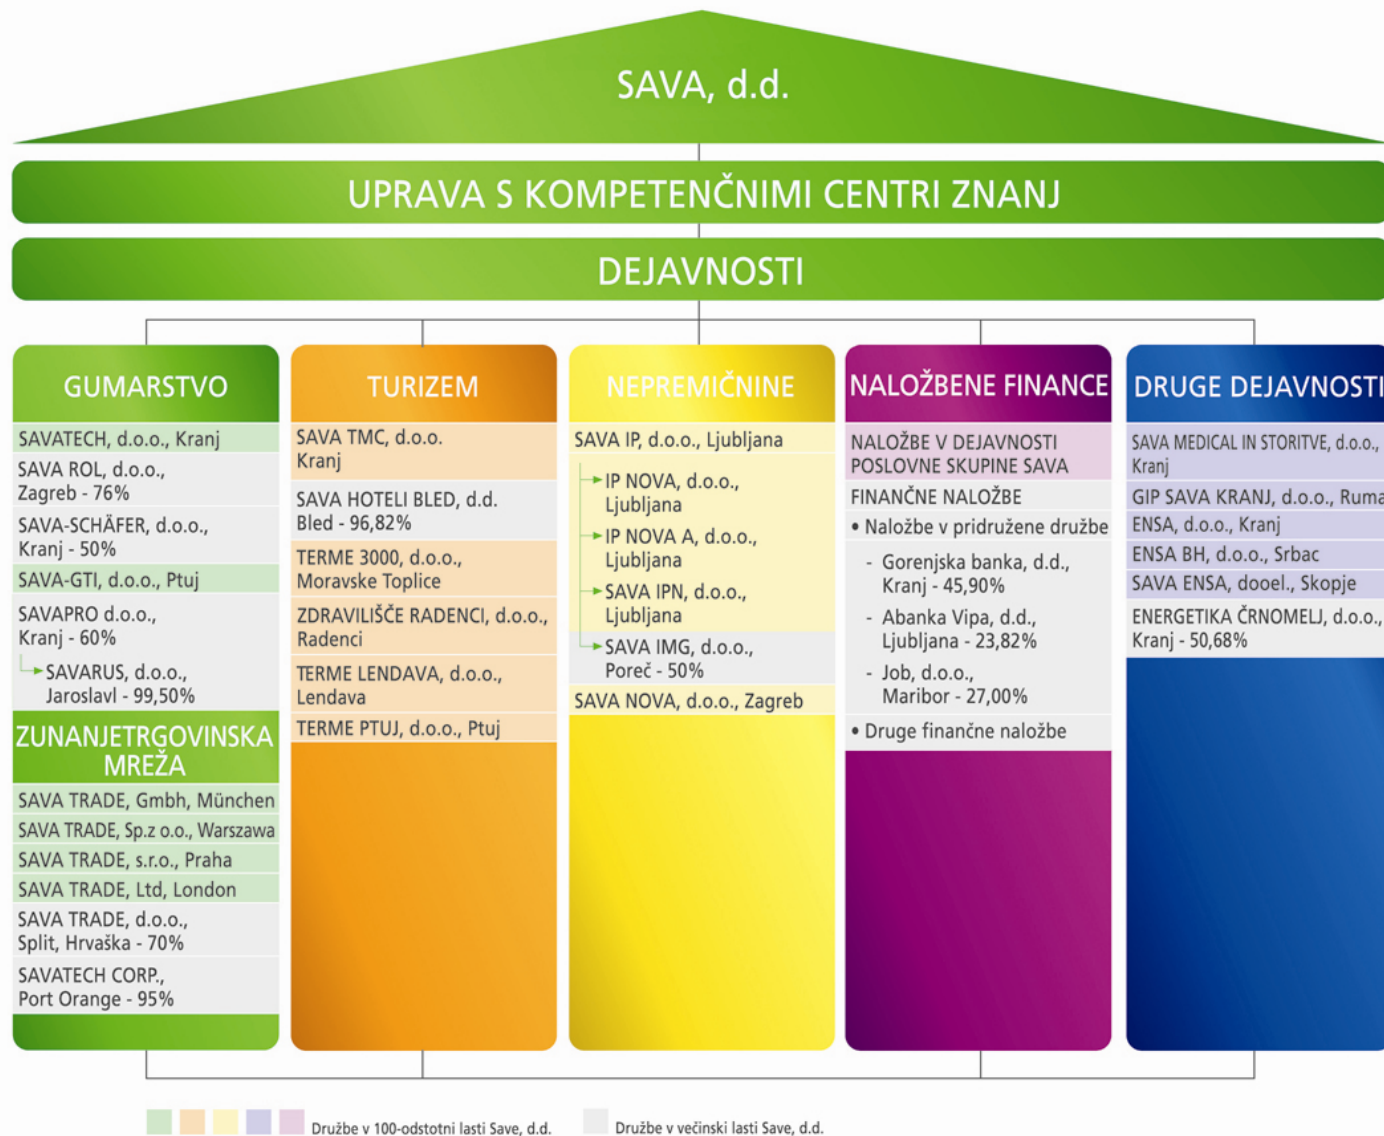 SAVA, d.d.
UPRAVA S KOMPETENČNIMI CENTRI ZNANJ
DEJAVNOSTI
GUMARSTVO
SAVATECH, d.o.o., Kranj
SAVA ROL, d.o.o.,
Zagreb - 76%
SAVA-SCHÄFER, d.o.o.,
Kranj - 50%
SAVA-GTI, d.o.o., Ptuj
SAVAPRO d.o.o.,
Kranj - 60%
SAVARUS, d.o.o.,
Jaroslavl - 99,50%
ZUNANJETRGOVINSKA
MREŽA
SAVA TRADE, Gmbh, München
SAVA TRADE, Sp.z o.o., Warszawa
SAVA TRADE, s.r.o., Praha
SAVA TRADE, Ltd, London
SAVA TRADE, d.o.o.,
Split, Hrvaška - 70%
SAVATECH CORP.,
Port Orange - 95%
TURIZEM
SAVA TMC, d.o.o.
Kranj
SAVA HOTELI BLED, d.d.
Bled - 96,82%
TERME 3000, d.o.o.,
Moravske Toplice
ZDRAVILIŠČE RADENCI, d.o.o.,
Radenci
TERME LENDAVA, d.o.o.,
Lendava
TERME PTUJ, d.o.o., Ptuj
NEPREMIČNINE
SAVA IP, d.o.o., Ljubljana
IP NOVA, d.o.o.,
Ljubljana
IP NOVA A, d.o.o.,
Ljubljana
SAVA IPN, d.o.o.,
Ljubljana
SAVA IMG, d.o.o.,
Poreč - 50%
SAVA NOVA, d.o.o., Zagreb
NALOŽBENE FINANCE
NALOŽBE V DEJAVNOSTI
POSLOVNE SKUPINE SAVA
FINANČNE NALOŽBE
• Naložbe v pridružene družbe
- Gorenjska banka, d.d.,
Kranj - 45,90%
- Abanka Vipa, d.d.,
Ljubljana - 23,82%
- Job, d.o.o.,
Maribor - 27,00%
• Druge finančne naložbe
DRUGE DEJAVNOSTI
SAVA MEDICAL IN STORITVE, d.o.o.,
Kranj
GIP SAVA KRANJ, d.o.o., Ruma
ENSA, d.o.o., Kranj
ENSA BH, d.o.o., Srbac
SAVA ENSA, dooel., Skopje
ENERGETIKA ČRNOMELJ, d.o.o.,
Kranj - 50,68%
Družbe v 100-odstotni lasti Save, d.d.
Družbe v večinski lasti Save, d.d.